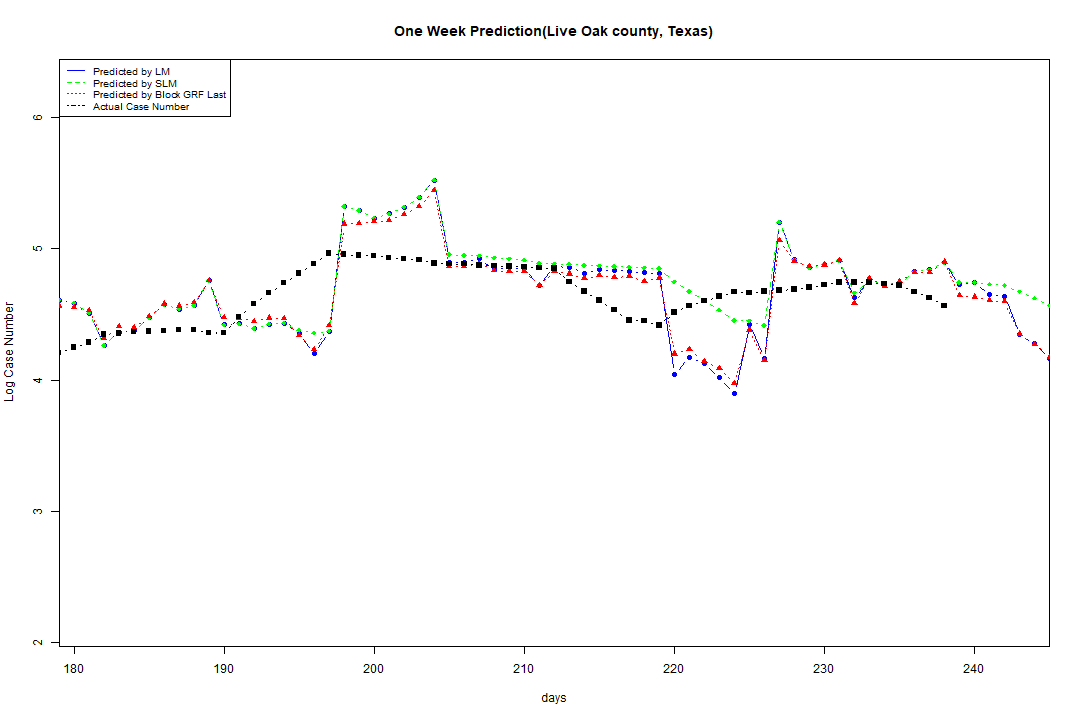 One Week Prediction(Live Oak county, Texas)
Predicted by LM
Predicted by SLM
Predicted by Block GRF Last
Actual Case Number
6
5
4
3
2
Log Case Number
180 190 200 210 220 230 240
days